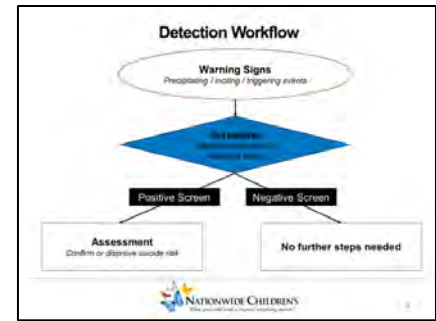 Detection Workflow
Warning Signs
Precipitating / inciting / triggering events
Screening
Positive Screen
Negative Screen
Assessment
Confirm or disprove suicide risk
No further steps needed
NATIONWIDE CHILDREN'S